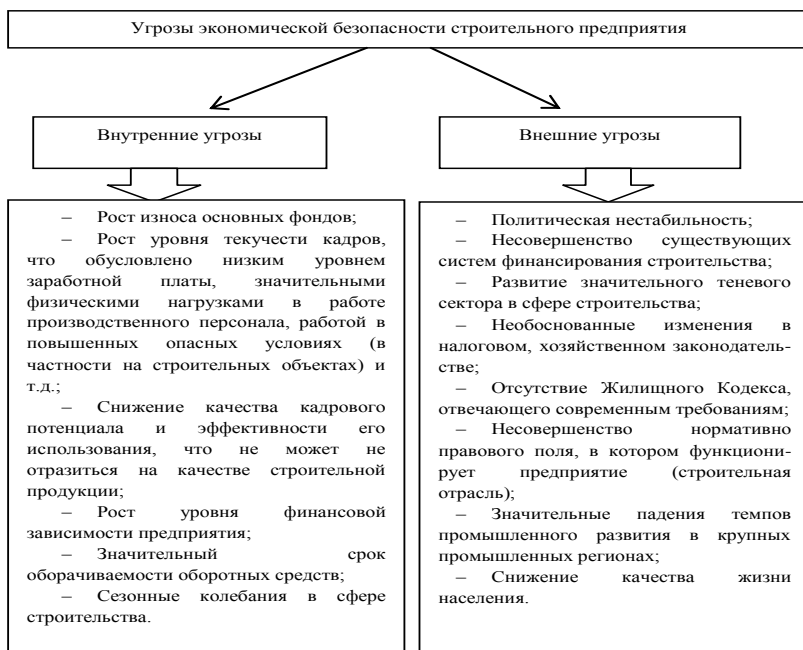 Угрозы экономической безопасности строительного предприятия
Внутренние угрозы
– Рост износа основных фондов;
– Рост уровня текучести кадров,
что обусловлено низким уровнем
заработной платы, значительными
физическими нагрузками в работе
производственного персонала, работой в
повышенных опасных условиях (в
частности на строительных объектах) и
т.д.;
– Снижение качества кадрового
потенциала и эффективности его
использования, что не может не
отразиться на качестве строительной
продукции;
– Рост уровня финансовой
зависимости предприятия;
– Значительный срок
оборачиваемости оборотных средств;
– Сезонные колебания в сфере
строительства.
Внешние угрозы
– Политическая нестабильность;
– Несовершенство существующих
систем финансирования строительства;
– Развитие значительного теневого
сектора в сфере строительства;
– Необоснованные изменения в
налоговом, хозяйственном законодатель-
стве;
– Отсутствие Жилищного Кодекса,
отвечающего современным требованиям;
– Несовершенство нормативно
правового поля, в котором функциони-
рует предприятие (строительная
отрасль);
– Значительные падения темпов
промышленного развития в крупных
промышленных регионах;
– Снижение качества жизни
населения.